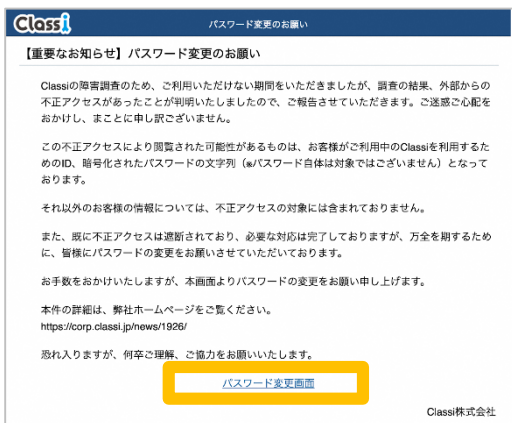 Classi
パスワード変更のお願い
【重要なお知らせ】パスワード変更のお願い
Classiの障害調査のため、ご利用いただけない期間をいただきましたが、調査の結果、外部からの
不正アクセスがあったことが判明いたしましたので、ご報告させていただきます。ご迷惑ご心配を
おかけし、まことに申し訳ございません。
この不正アクセスにより閲覧された可能性があるものは、お客様がご利用中のClassiを利用するた
めのID、暗号化されたパスワードの文字列（※パスワード自体は対象ではございません）となって
おります。
それ以外のお客様の情報については、不正アクセスの対象には含まれておりません。
また、既に不正アクセスは遮断されており、必要な対応は完了しておりますが、万全を期するため
に、皆様にパスワードの変更をお願いさせていただいております。
お手数をおかけいたしますが、本画面よりパスワードの変更をお願い申し上げます。
本件の詳細は、弊社ホームページをご覧ください。
https://corp.classi.jp/news/1926/
恐れ入りますが、何卒ご理解、ご協力をお願いいたします。
パスワード変更画面
Classi株式会社